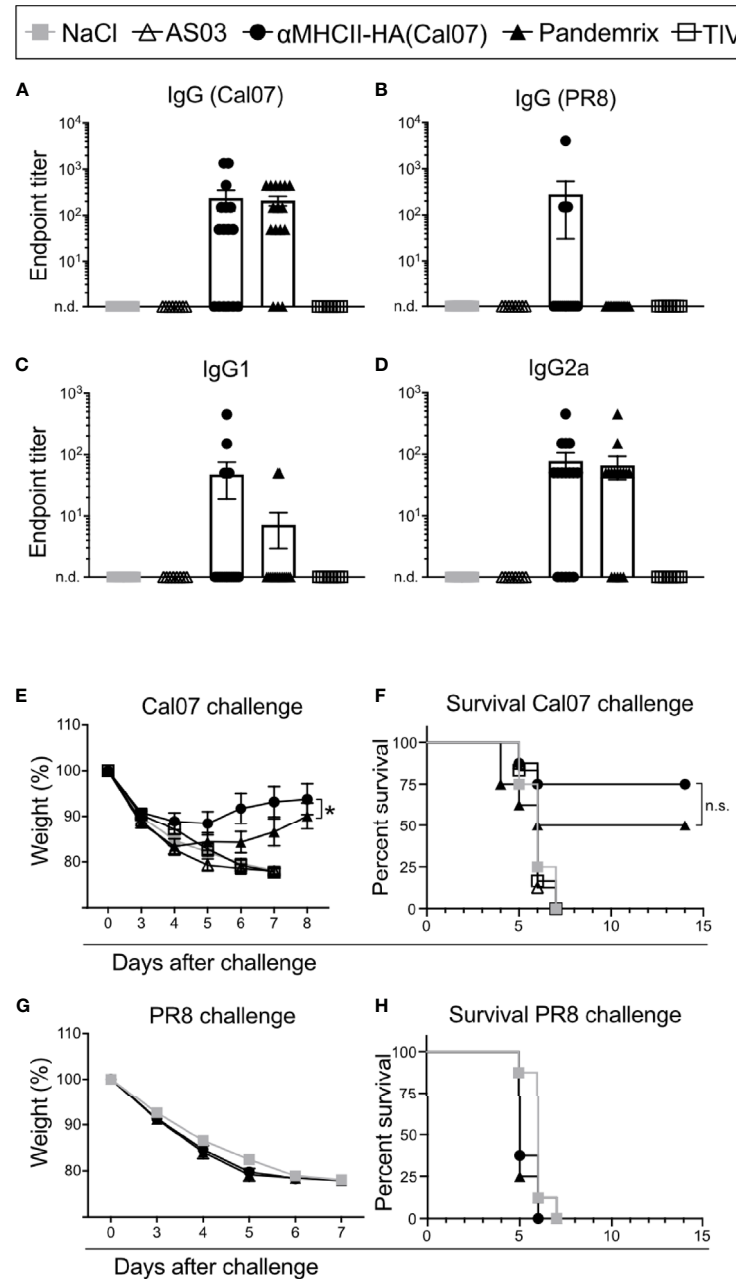 NaCl AS03 αMHCII-HA(Cal07) Pandemrix TIV
A IgG (Cal07)
B IgG (PR8)
Endpoint titer
10⁴
10³
10²
10¹
n.d.
10⁴
10³
10²
10¹
n.d.
C IgG1
D IgG2a
Endpoint titer
10³
10²
10¹
n.d.
10³
10²
10¹
n.d.
E Cal07 challenge
F Survival Cal07 challenge
Weight (%)
110
100
90
80
*
0 3 4 5 6 7 8
Percent survival
100
75
50
25
0
n.s.
0 5 10 15
Days after challenge
G PR8 challenge
H Survival PR8 challenge
Weight (%)
110
100
90
80
0 3 4 5 6 7
Percent survival
100
75
50
25
0
0 5 10 15
Days after challenge